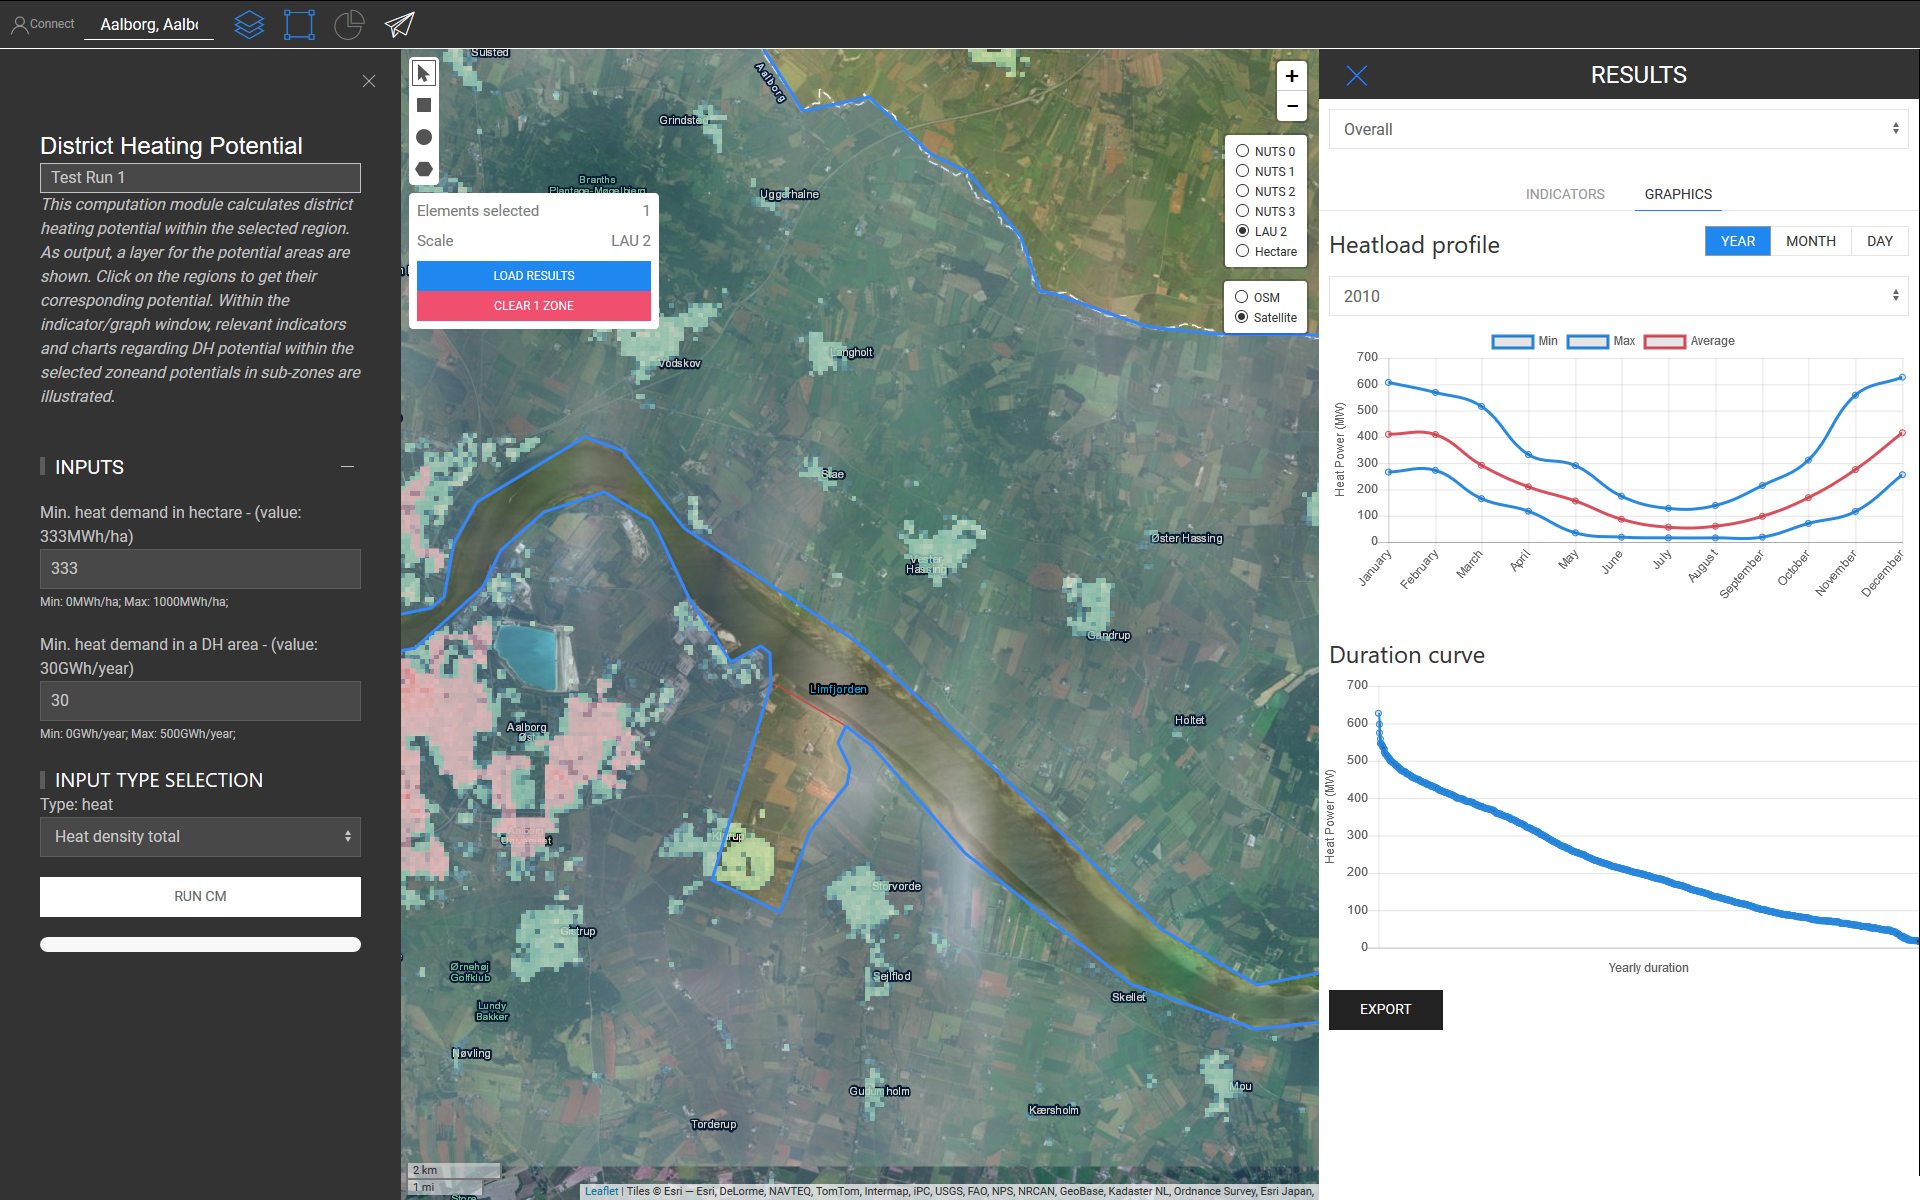 Connect
Aalborg, Aalb
District Heating Potential
Test Run 1
This computation module calculates district
heating potential within the selected region.
As output, a layer for the potential areas are
shown. Click on the regions to get their
corresponding potential. Within the
indicator/graph window, relevant indicators
and charts regarding DH potential within the
selected zoneand potentials in sub-zones are
illustrated.
INPUTS
Min. heat demand in hectare - (value:
333MWh/ha)
333
Min: 0MWh/ha; Max: 1000MWh/ha;
Min. heat demand in a DH area - (value:
30GWh/year)
30
Min: 0GWh/year; Max: 500GWh/year;
INPUT TYPE SELECTION
Type: heat
Heat density total
RUN CM
Sulsted
Aalborg
Grindsted
Branths
Plantage-Møgelbjerg
Uggerhalne
Elements selected 1
Scale LAU 2
LOAD RESULTS
CLEAR 1 ZONE
Vodskov
Langholt
Slae
Vester
Hassing
Øster Hassing
Gandrup
Limfjorden
Holtet
Aalborg
Øst
Klarup
Storvorde
Gistrup
Sejlflod
Ørnehøj
Golfklub
Lundy
Bakker
Skellet
Nøvling
Gudumholm
Mou
Kærsholm
Torderup
Store
2 km
1 mi
Leaflet | Tiles © Esri — Esri, DeLorme, NAVTEQ, TomTom, Intermap, iPC, USGS, FAO, NPS, NRCAN, GeoBase, Kadaster NL, Ordnance Survey, Esri Japan,
+
−
NUTS 0
NUTS 1
NUTS 2
NUTS 3
LAU 2
Hectare
OSM
Satellite
RESULTS
Overall
INDICATORS GRAPHICS
Heatload profile
YEAR MONTH DAY
2010
Min Max Average
700
600
500
400
300
200
100
0
Heat Power (MW)
January February March April May June July August September October November December
Duration curve
700
600
500
400
300
200
100
0
Heat Power (MW)
Yearly duration
EXPORT